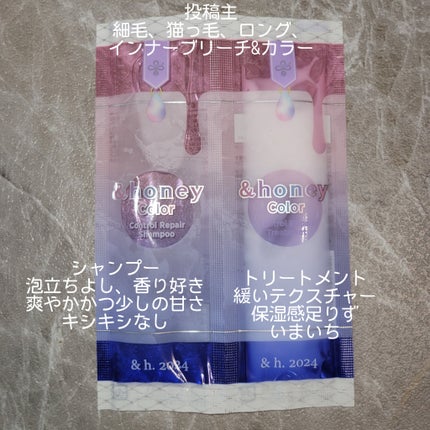 投稿主
細毛、猫っ毛、ロング、
インナーブリーチ&カラー
&honey
Color
Control Repair
Shampoo
&honey
Color
シャンプー
泡立ちよし、香り好き
爽やかかつ少しの甘さ
キシキシなし
トリートメント
緩いテクスチャー
保湿感足りず
いまいち
& h. 2024
& h. 2024